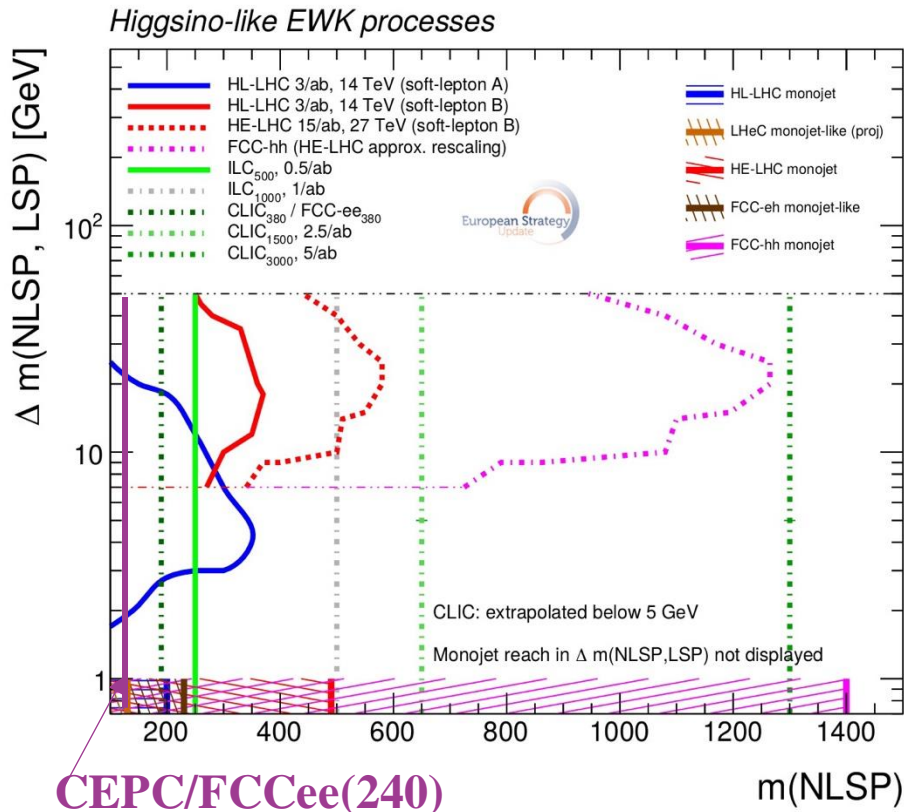 Higgsino-like EWK processes
Δ m(NLSP, LSP) [GeV]
HL-LHC 3/ab, 14 TeV (soft-lepton A)
HL-LHC 3/ab, 14 TeV (soft-lepton B)
HE-LHC 15/ab, 27 TeV (soft-lepton B)
FCC-hh (HE-LHC approx. rescaling)
ILC500, 0.5/ab
ILC1000, 1/ab
CLIC380 / FCC-ee380
CLIC1500, 2.5/ab
CLIC3000, 5/ab
HL-LHC monojet
LHeC monojet-like (proj)
HE-LHC monojet
FCC-eh monojet-like
FCC-hh monojet
European Strategy
Update
10²
10
1
CLIC: extrapolated below 5 GeV
Monojet reach in Δ m(NLSP,LSP) not displayed
200 400 600 800 1000 1200 1400
m(NLSP)
CEPC/FCCee(240)